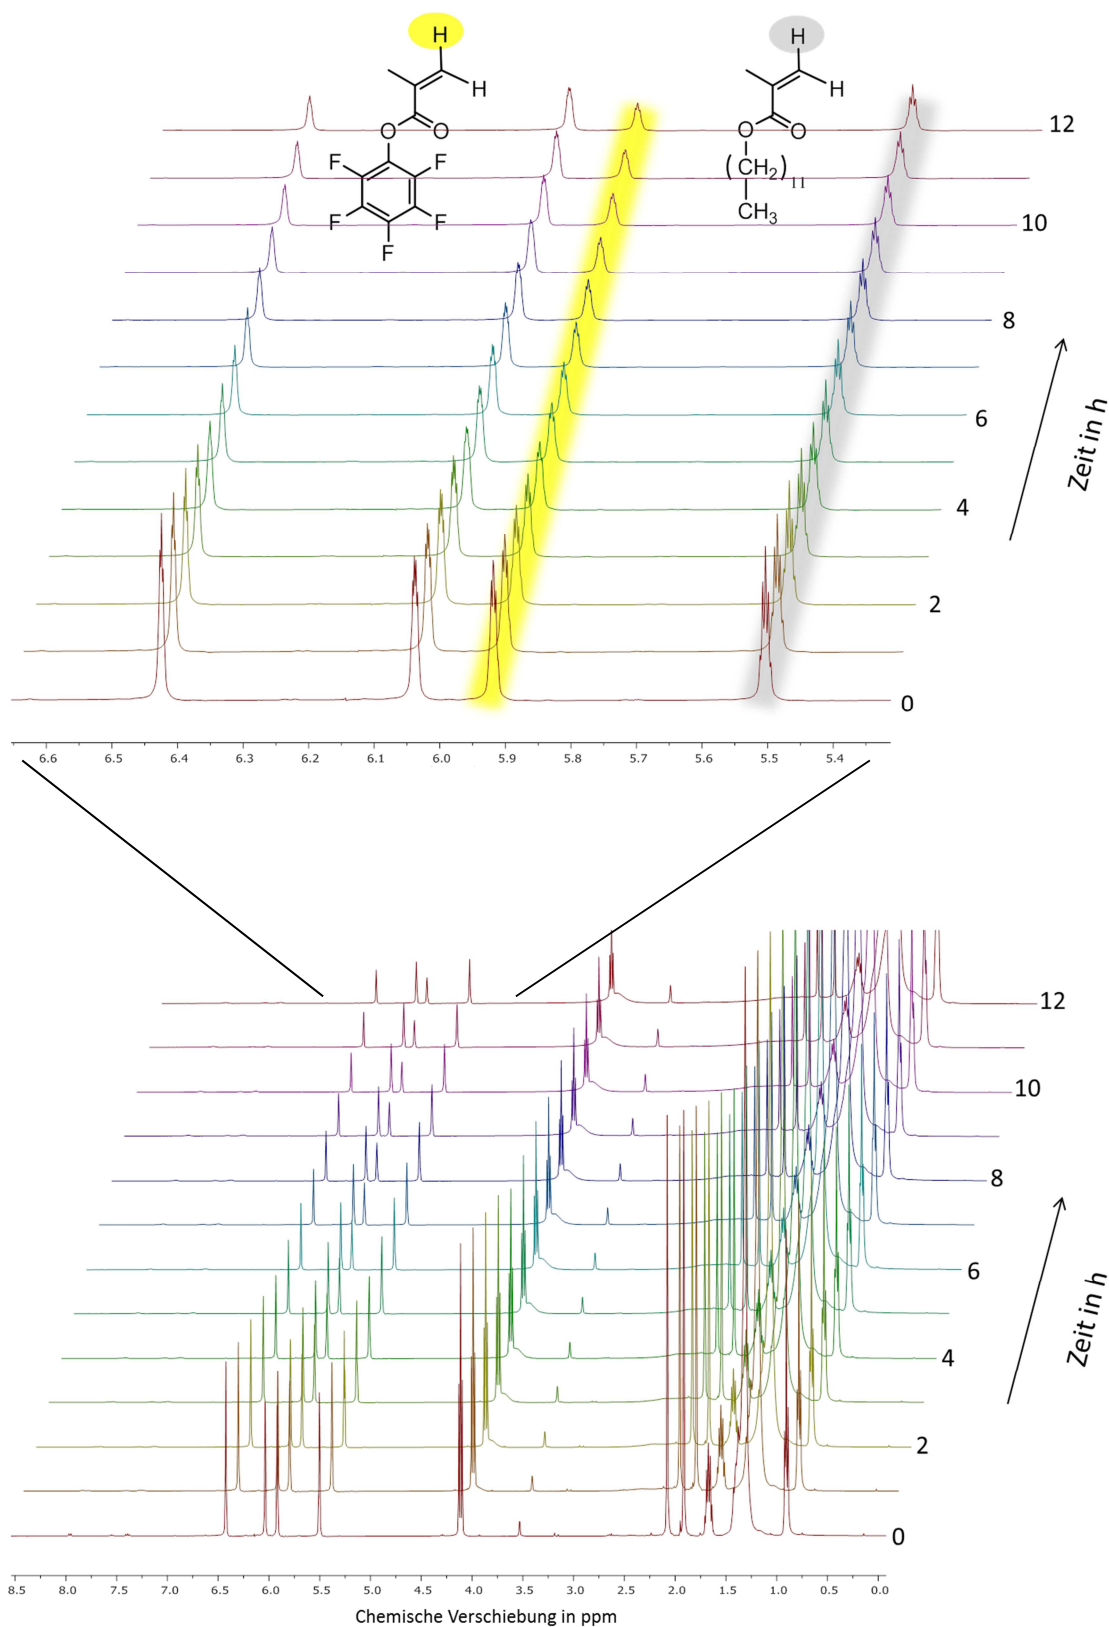 H
H
H
H
O
O
F
F
F
F
F
O
O
(CH₂)₁₁
CH₃
12
10
8
6
4
2
0
Zeit in h
6.6 6.5 6.4 6.3 6.2 6.1 6.0 5.9 5.8 5.7 5.6 5.5 5.4
12
10
8
6
4
2
0
Zeit in h
8.5 8.0 7.5 7.0 6.5 6.0 5.5 5.0 4.5 4.0 3.5 3.0 2.5 2.0 1.5 1.0 0.5 0.0
Chemische Verschiebung in ppm